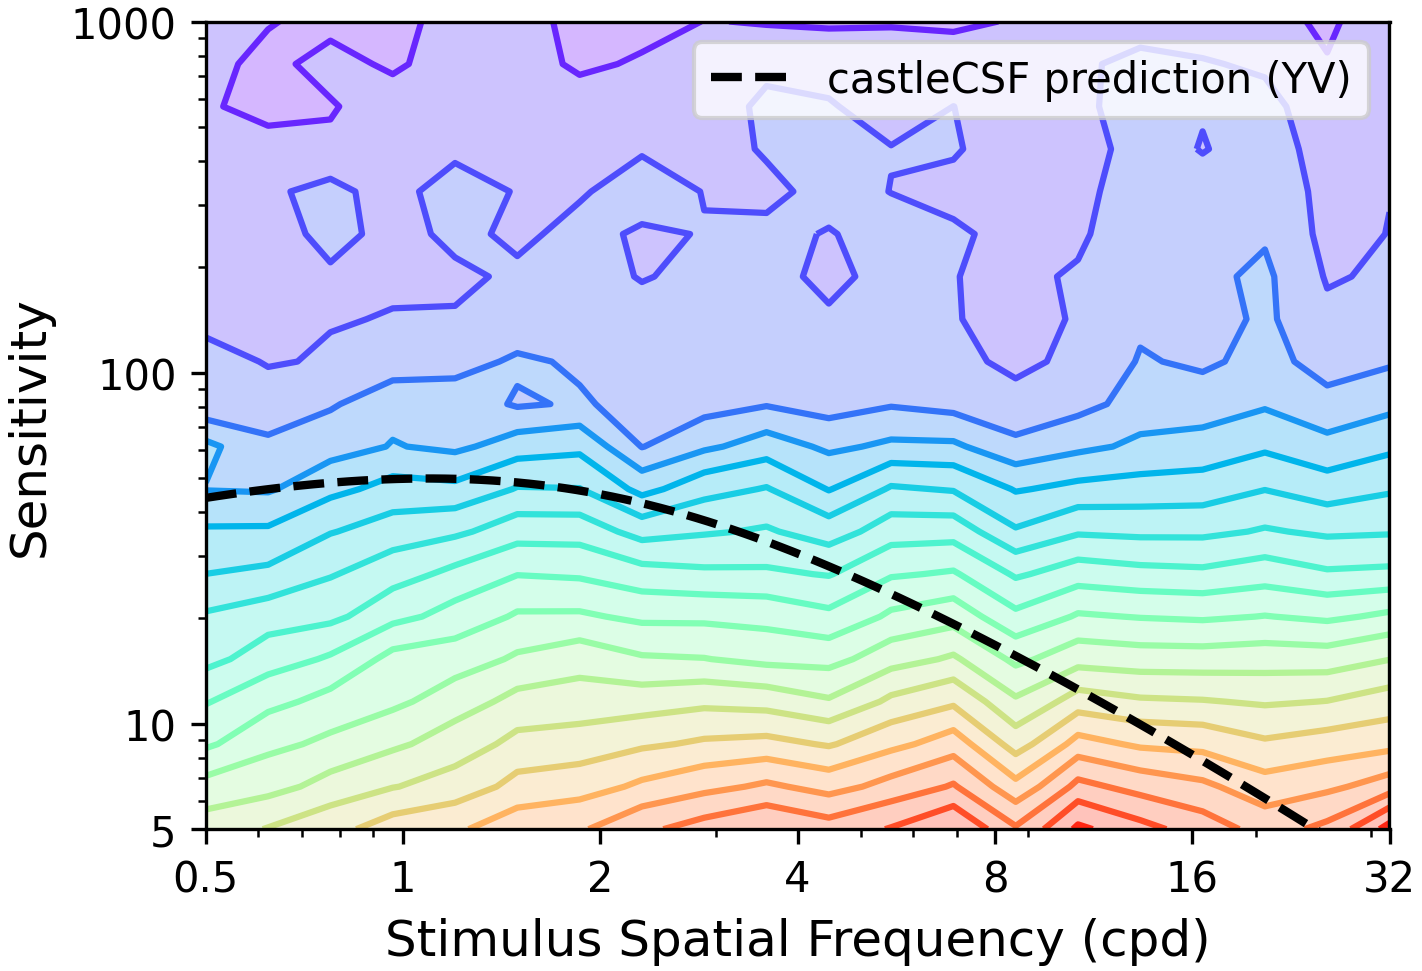 1000
castleCSF prediction (YV)
Sensitivity
100
10
5
0.5 1 2 4 8 16 32
Stimulus Spatial Frequency (cpd)